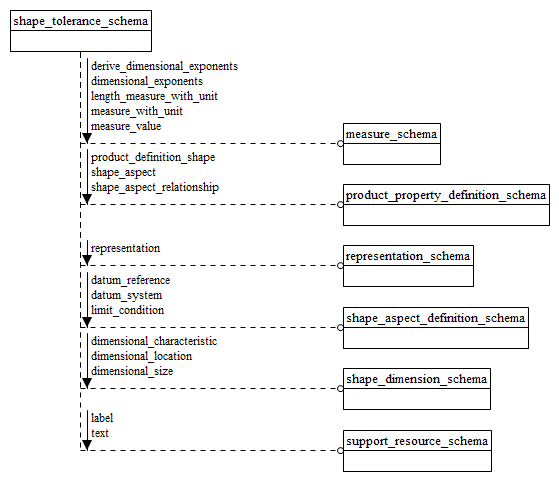 shape_tolerance_schema
derive_dimensional_exponents
dimensional_exponents
length_measure_with_unit
measure_with_unit
measure_value
measure_schema
product_definition_shape
shape_aspect
shape_aspect_relationship
product_property_definition_schema
representation
representation_schema
datum_reference
datum_system
limit_condition
shape_aspect_definition_schema
dimensional_characteristic
dimensional_location
dimensional_size
shape_dimension_schema
label
text
support_resource_schema